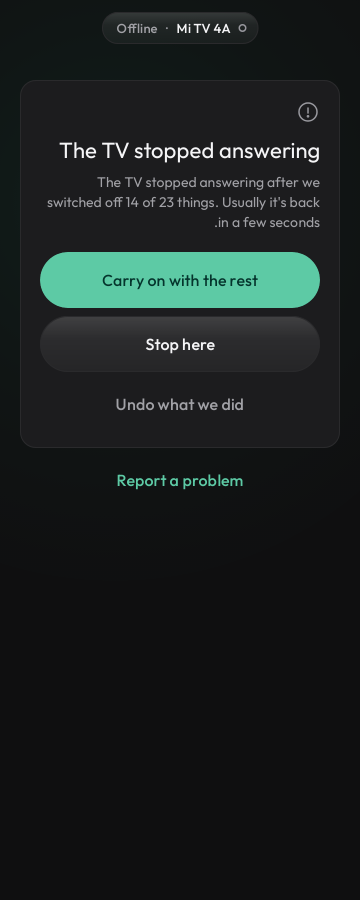 Offline · Mi TV 4A
The TV stopped answering
The TV stopped answering after we
switched off 14 of 23 things. Usually it's back
.in a few seconds
Carry on with the rest
Stop here
Undo what we did
Report a problem